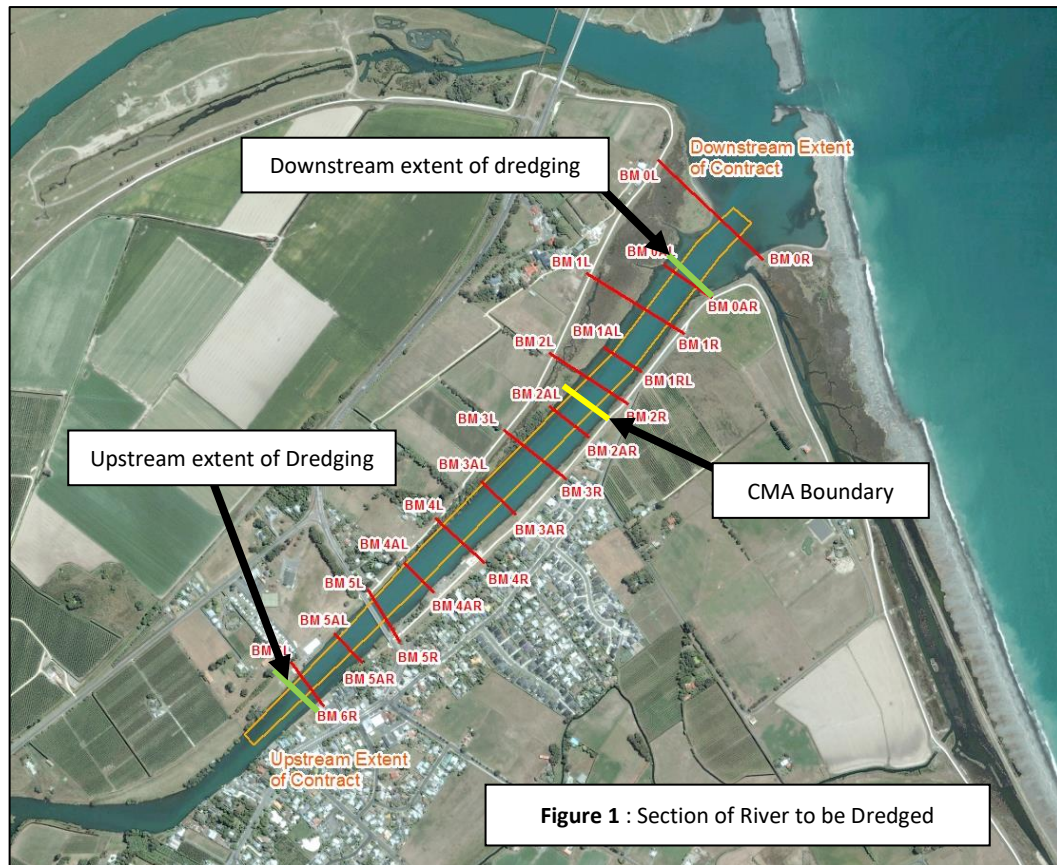 Downstream Extent
of Contract
Downstream extent of dredging
BM 0L
BM 0R
BM 0AL
BM 0AR
BM 1L
BM 1R
BM 1AL
BM 1RL
BM 2L
BM 2R
BM 2AL
BM 2AR
BM 3L
BM 3R
Upstream extent of Dredging
CMA Boundary
BM 3AL
BM 3AR
BM 4L
BM 4R
BM 4AL
BM 4AR
BM 5L
BM 5R
BM 5AL
BM 5AR
BM
BM 6R
Upstream Extent
of Contract
Figure 1 : Section of River to be Dredged